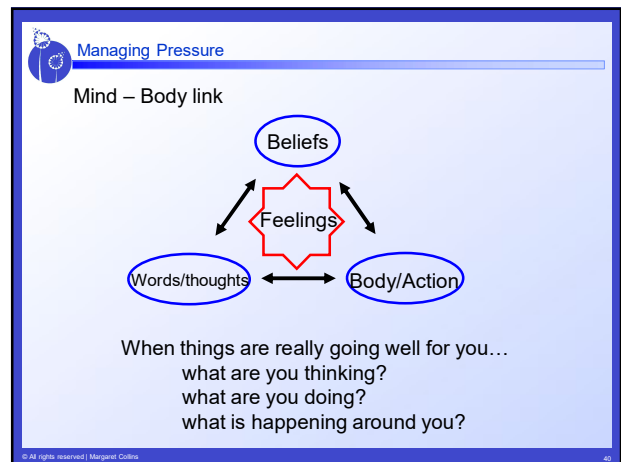 Managing Pressure
Mind – Body link
Beliefs
Feelings
Words/thoughts
Body/Action
When things are really going well for you…
what are you thinking?
what are you doing?
what is happening around you?
© All rights reserved | Margaret Collins
40